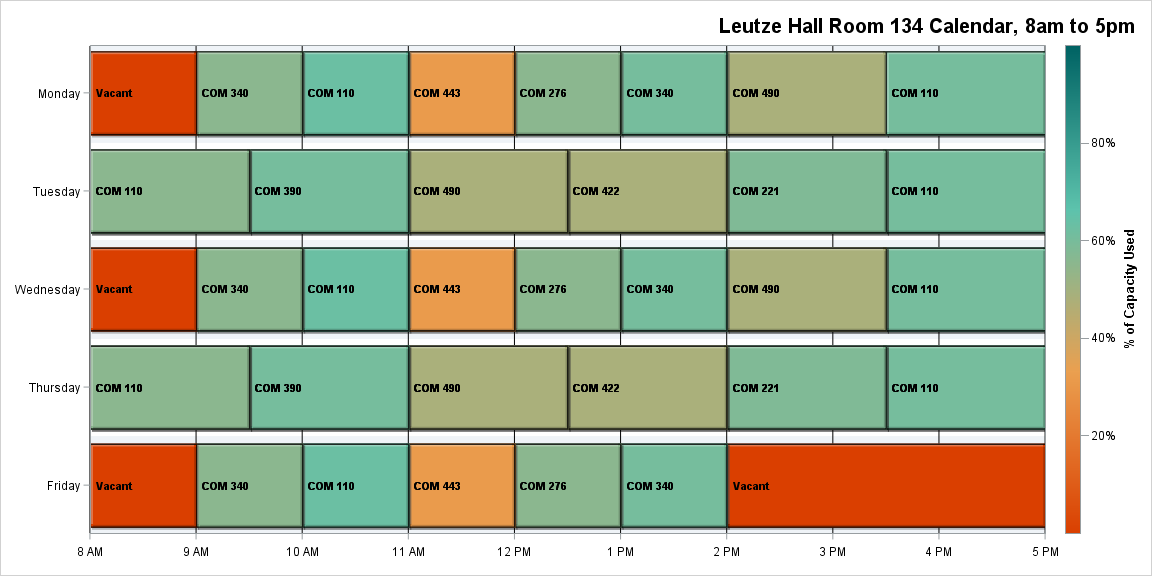 Leutze Hall Room 134 Calendar, 8am to 5pm
Monday
Vacant
COM 340
COM 110
COM 443
COM 276
COM 340
COM 490
COM 110
Tuesday
COM 110
COM 390
COM 490
COM 422
COM 221
COM 110
Wednesday
Vacant
COM 340
COM 110
COM 443
COM 276
COM 340
COM 490
COM 110
Thursday
COM 110
COM 390
COM 490
COM 422
COM 221
COM 110
Friday
Vacant
COM 340
COM 110
COM 443
COM 276
COM 340
Vacant
8 AM
9 AM
10 AM
11 AM
12 PM
1 PM
2 PM
3 PM
4 PM
5 PM
80%
60%
40%
20%
% of Capacity Used